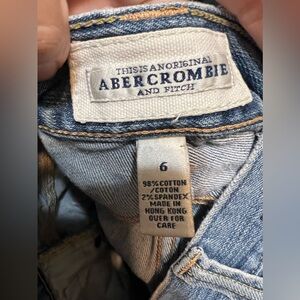 THIS IS AN ORIGINAL
ABERCROMBIE
AND FITCH
6
98% COTTON
/COTON
2% SPANDEX
MADE IN
HONG KONG
OVER FOR
CARE